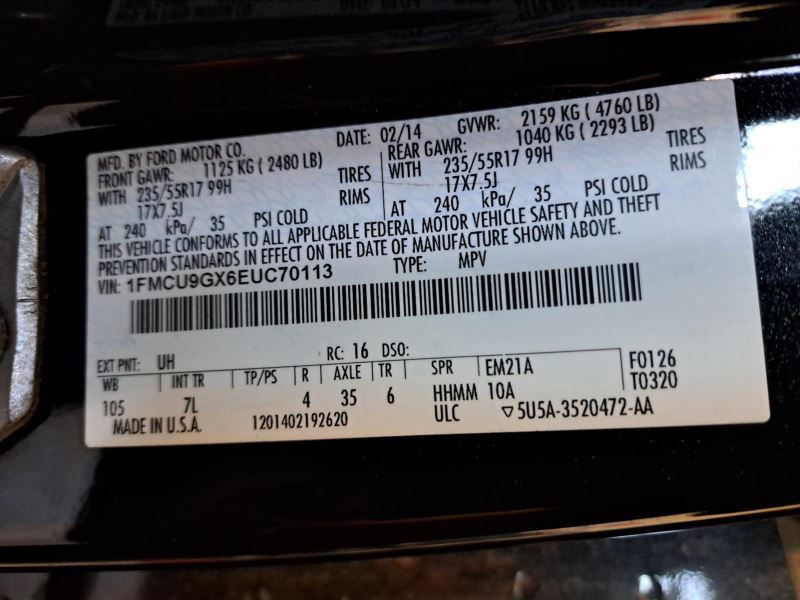 MFD. BY FORD MOTOR CO. DATE: 02/14 GVWR: 2159 KG ( 4760 LB)
FRONT GAWR: 1125 KG ( 2480 LB) REAR GAWR: 1040 KG ( 2293 LB)
WITH 235/55R17 99H TIRES WITH 235/55R17 99H TIRES
17X7.5J RIMS 17X7.5J RIMS
AT 240 kPa/ 35 PSI COLD AT 240 kPa/ 35 PSI COLD
THIS VEHICLE CONFORMS TO ALL APPLICABLE FEDERAL MOTOR VEHICLE SAFETY AND THEFT
PREVENTION STANDARDS IN EFFECT ON THE DATE OF MANUFACTURE SHOWN ABOVE.
VIN: 1FMCU9GX6EUC70113 TYPE: MPV
EXT PNT: UH RC: 16 DSO: F0126
WB INT TR TP/PS R AXLE TR SPR EM21A T0320
105 7L 4 35 6 HHMM 10A
MADE IN U.S.A. 1201402192620 ULC ▽5U5A-3520472-AA